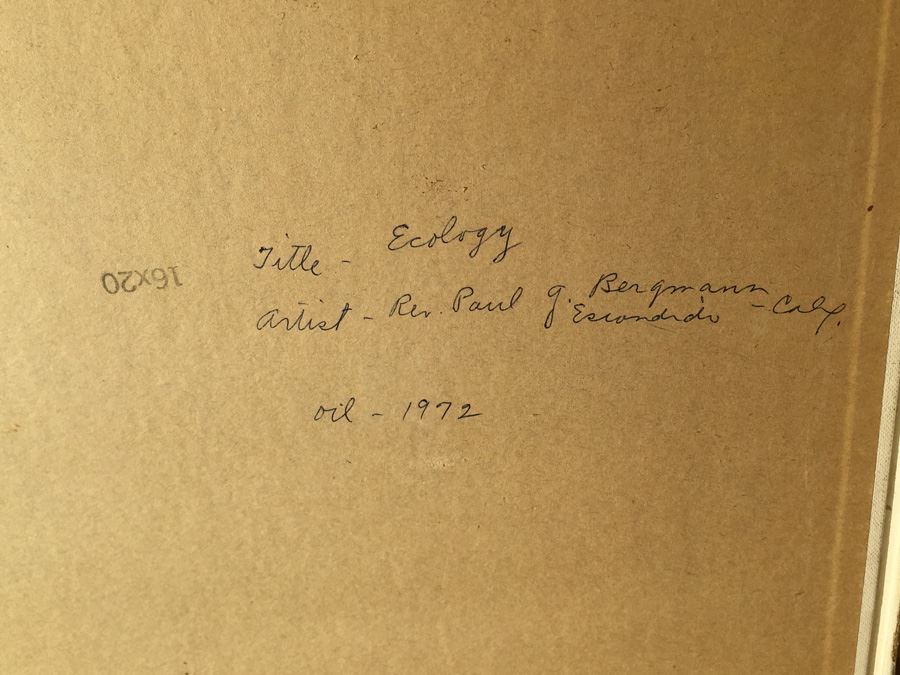 Title - Ecology
16x20
Artist - Rev. Paul G. Bergmann
Escondido - Calif.
oil - 1972